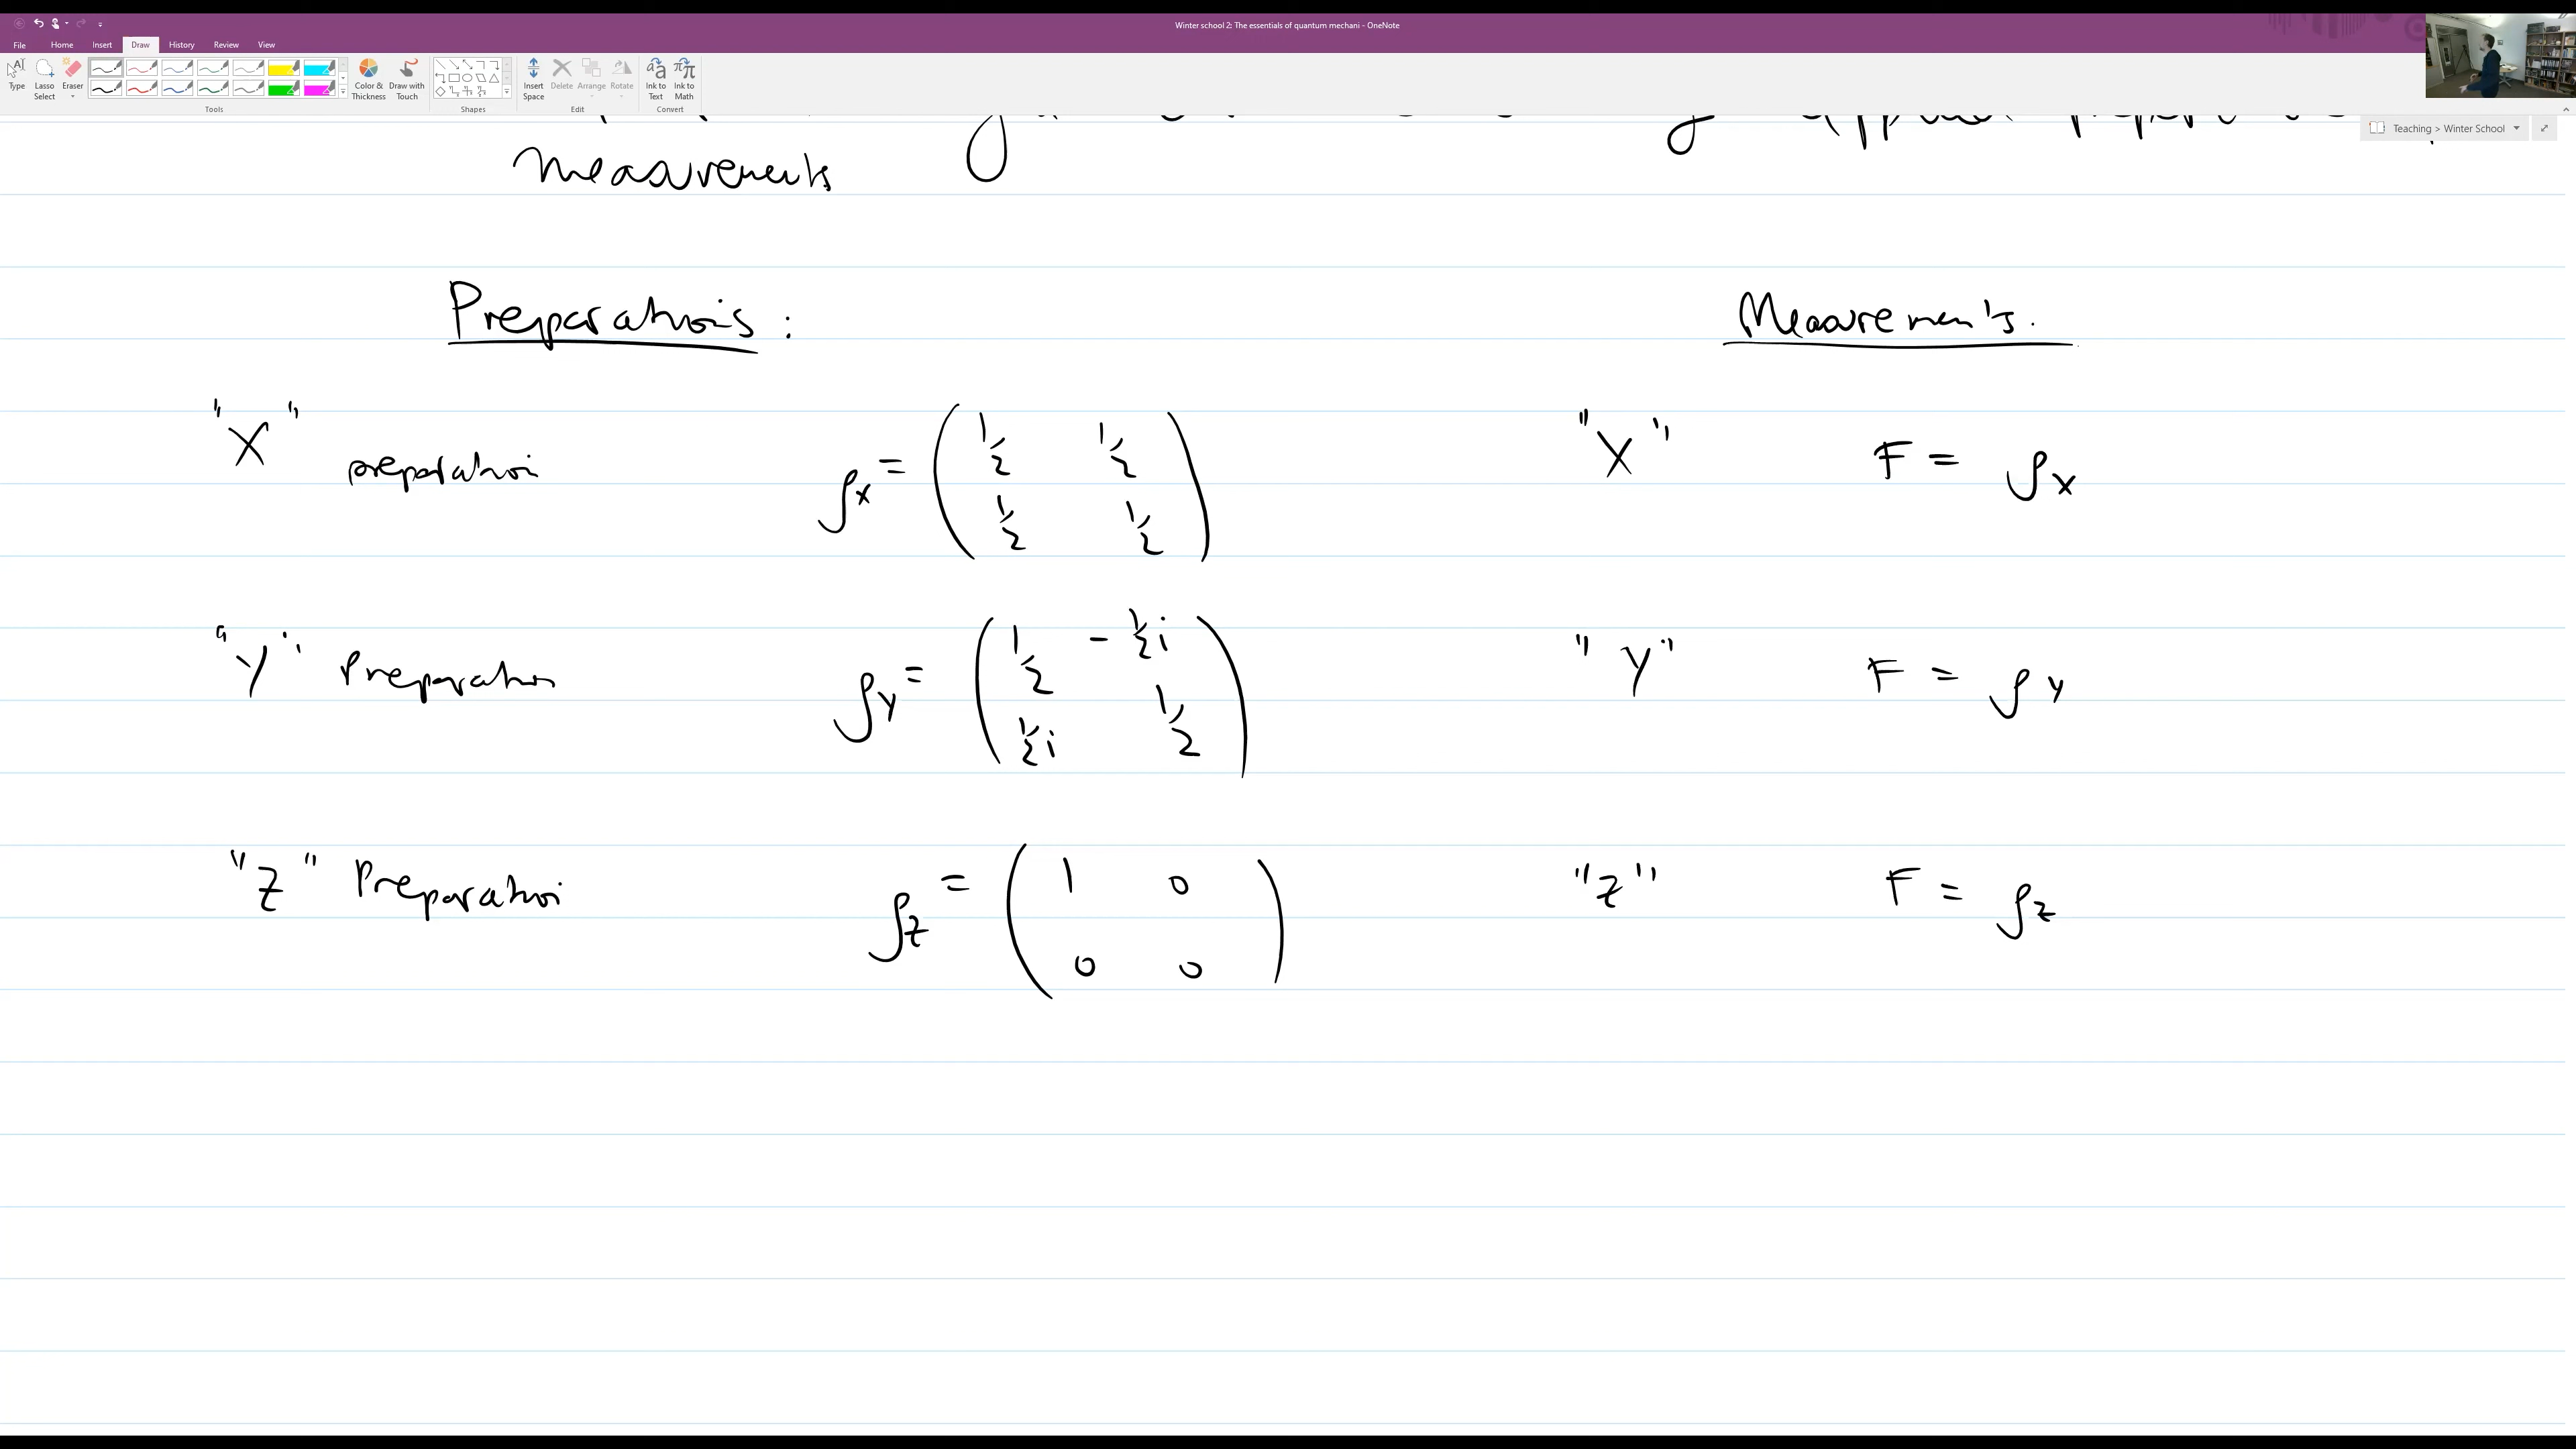 Winter school 2: The essentials of quantum mechani - OneNote
File Home Insert Draw History Review View
Type
Lasso Select
Eraser
Color & Thickness
Draw with Touch
Insert Space
Delete
Arrange
Rotate
Ink to Text
Ink to Math
Tools
Shapes
Edit
Convert
Teaching > Winter School
measurements
Preparations : Measurements.
"X" preparation ρx = ( 1/2 1/2 ; 1/2 1/2 ) "X" F = ρx
"Y" Preparation ρy = ( 1/2 - 1/2 i ; 1/2 i 1/2 ) "Y" F = ρy
"Z" Preparation ρz = ( 1 0 ; 0 0 ) "Z" F = ρz